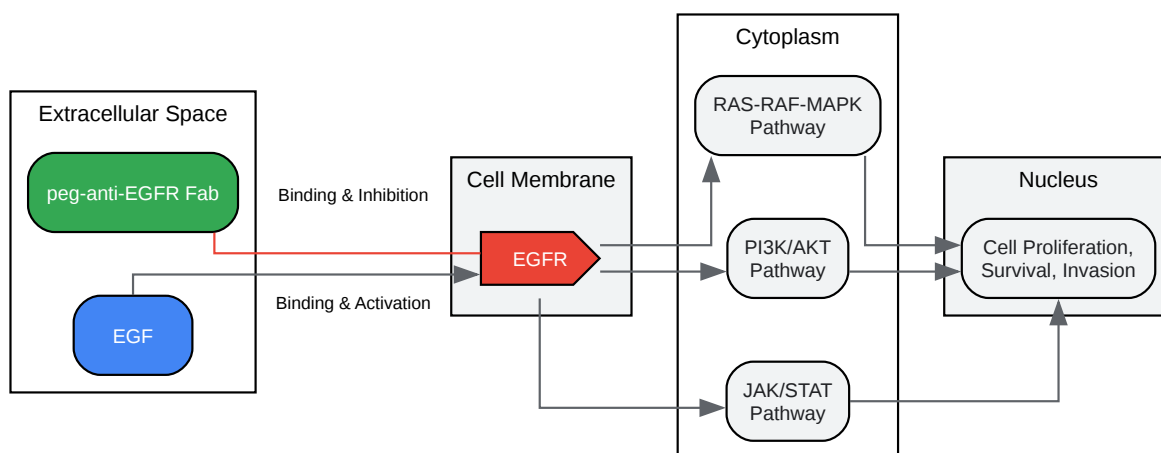 Extracellular Space
peg-anti-EGFR Fab
EGF
Binding & Inhibition
Binding & Activation
Cell Membrane
EGFR
Cytoplasm
RAS-RAF-MAPK
Pathway
PI3K/AKT
Pathway
JAK/STAT
Pathway
Nucleus
Cell Proliferation,
Survival, Invasion